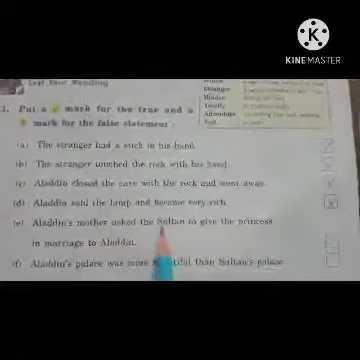 KINEMASTER
Test Your Reading
Stranger
1. Put a ✓ mark for the true and a
mark for the false statement
(a) The stranger had a stick in his hand.
(b) The stranger touched the rock with his hand.
(c) Aladdin closed the cave with the rock and went away.
(d) Aladdin sold the lamp and became very rich.
(e) Aladdin's mother asked the Sultan to give the princess
in marriage to Aladdin.
(f) Aladdin's palace was more beautiful than Sultan's palace.